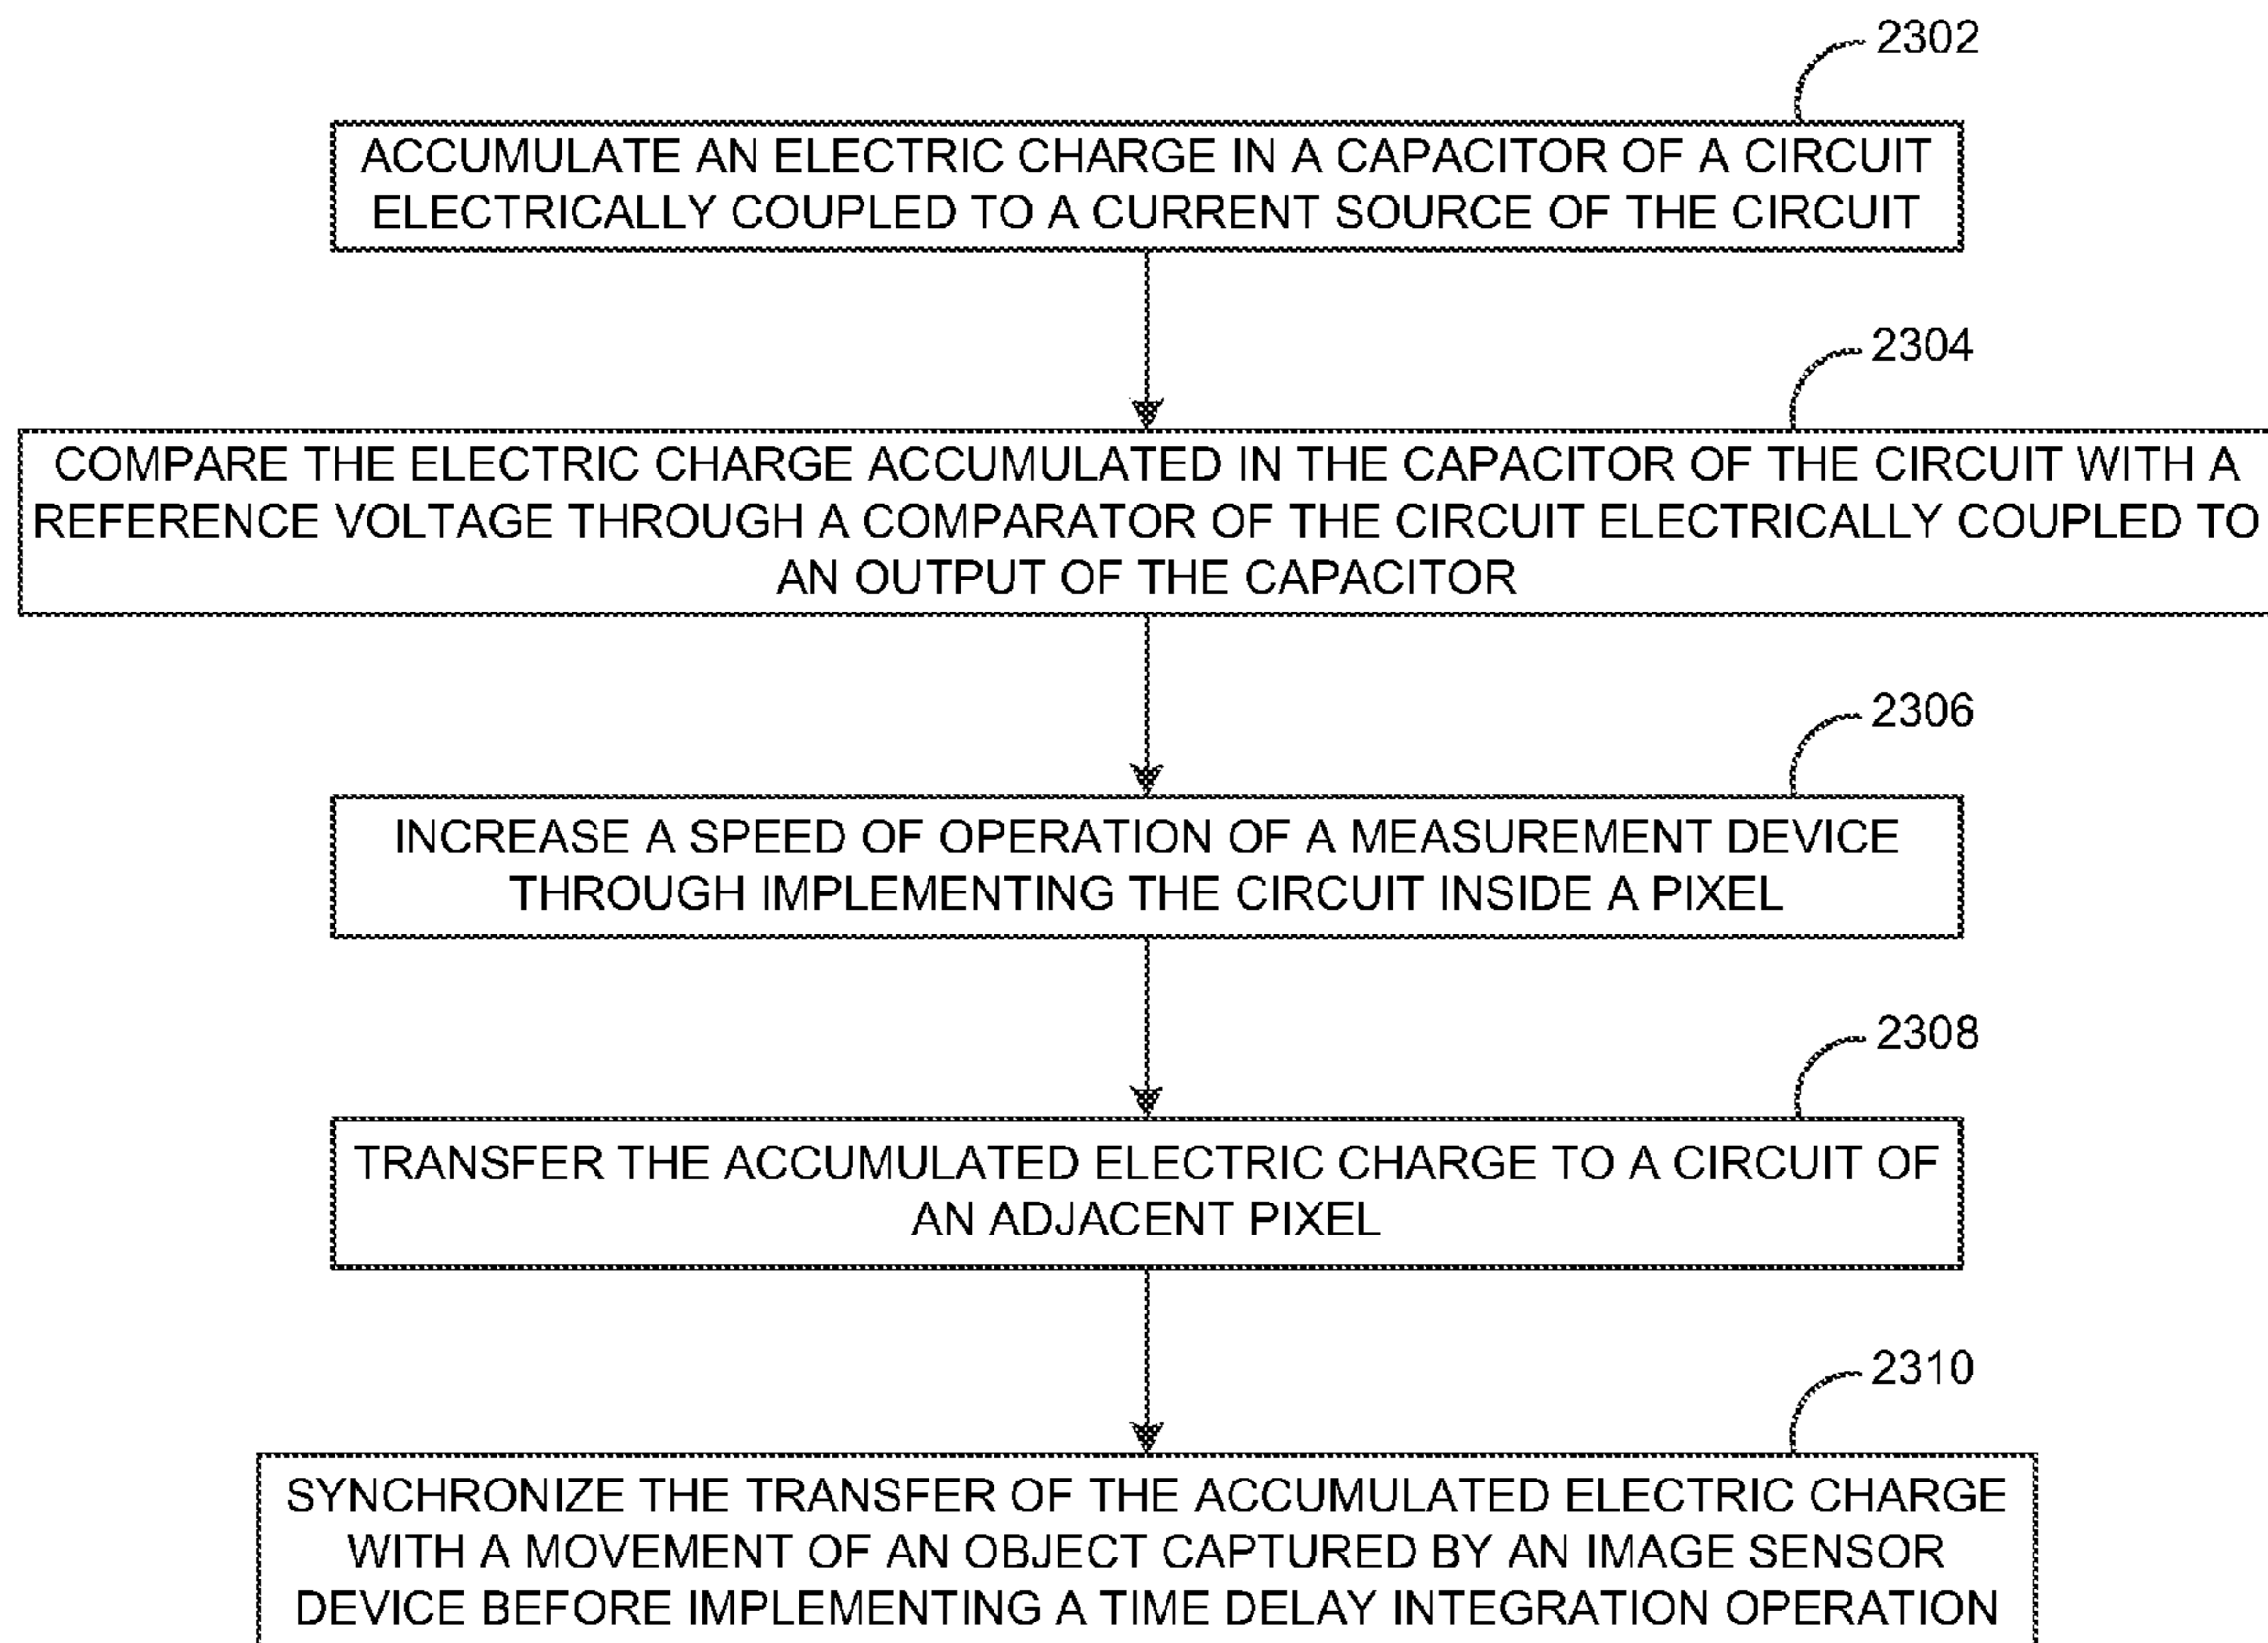 2302
ACCUMULATE AN ELECTRIC CHARGE IN A CAPACITOR OF A CIRCUIT
ELECTRICALLY COUPLED TO A CURRENT SOURCE OF THE CIRCUIT
2304
COMPARE THE ELECTRIC CHARGE ACCUMULATED IN THE CAPACITOR OF THE CIRCUIT WITH A
REFERENCE VOLTAGE THROUGH A COMPARATOR OF THE CIRCUIT ELECTRICALLY COUPLED TO
AN OUTPUT OF THE CAPACITOR
2306
INCREASE A SPEED OF OPERATION OF A MEASUREMENT DEVICE
THROUGH IMPLEMENTING THE CIRCUIT INSIDE A PIXEL
2308
TRANSFER THE ACCUMULATED ELECTRIC CHARGE TO A CIRCUIT OF
AN ADJACENT PIXEL
2310
SYNCHRONIZE THE TRANSFER OF THE ACCUMULATED ELECTRIC CHARGE
WITH A MOVEMENT OF AN OBJECT CAPTURED BY AN IMAGE SENSOR
DEVICE BEFORE IMPLEMENTING A TIME DELAY INTEGRATION OPERATION